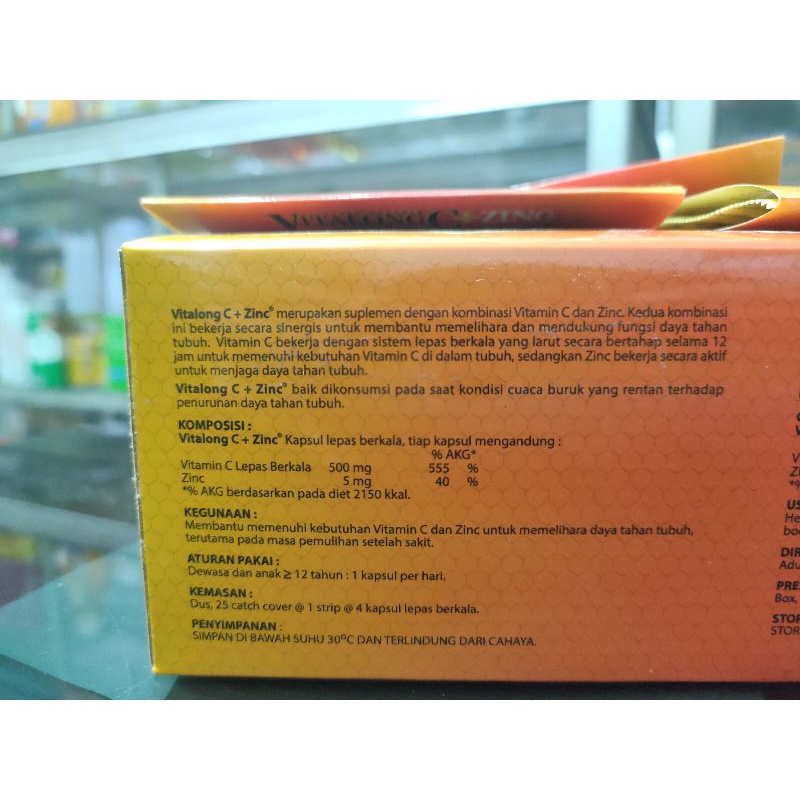 VITALONG C + ZINC
Vitalong C + Zinc® merupakan suplemen dengan kombinasi Vitamin C dan Zinc. Kedua kombinasi
ini bekerja secara sinergis untuk membantu memelihara dan mendukung fungsi daya tahan
tubuh. Vitamin C bekerja dengan sistem lepas berkala yang larut secara bertahap selama 12
jam untuk memenuhi kebutuhan Vitamin C di dalam tubuh, sedangkan Zinc bekerja secara aktif
untuk menjaga daya tahan tubuh.
Vitalong C + Zinc® baik dikonsumsi pada saat kondisi cuaca buruk yang rentan terhadap
penurunan daya tahan tubuh.
KOMPOSISI :
Vitalong C + Zinc® Kapsul lepas berkala, tiap kapsul mengandung :
% AKG*
Vitamin C Lepas Berkala 500 mg 555 %
Zinc 5 mg 40 %
*% AKG berdasarkan pada diet 2150 kkal.
KEGUNAAN :
Membantu memenuhi kebutuhan Vitamin C dan Zinc untuk memelihara daya tahan tubuh,
terutama pada masa pemulihan setelah sakit.
ATURAN PAKAI :
Dewasa dan anak ≥ 12 tahun : 1 kapsul per hari.
KEMASAN :
Dus, 25 catch cover @ 1 strip @ 4 kapsul lepas berkala.
PENYIMPANAN :
SIMPAN DI BAWAH SUHU 30ºC DAN TERLINDUNG DARI CAHAYA.
*%
US
He
DIR
Adu
PRE
Box,
STOR
STOR